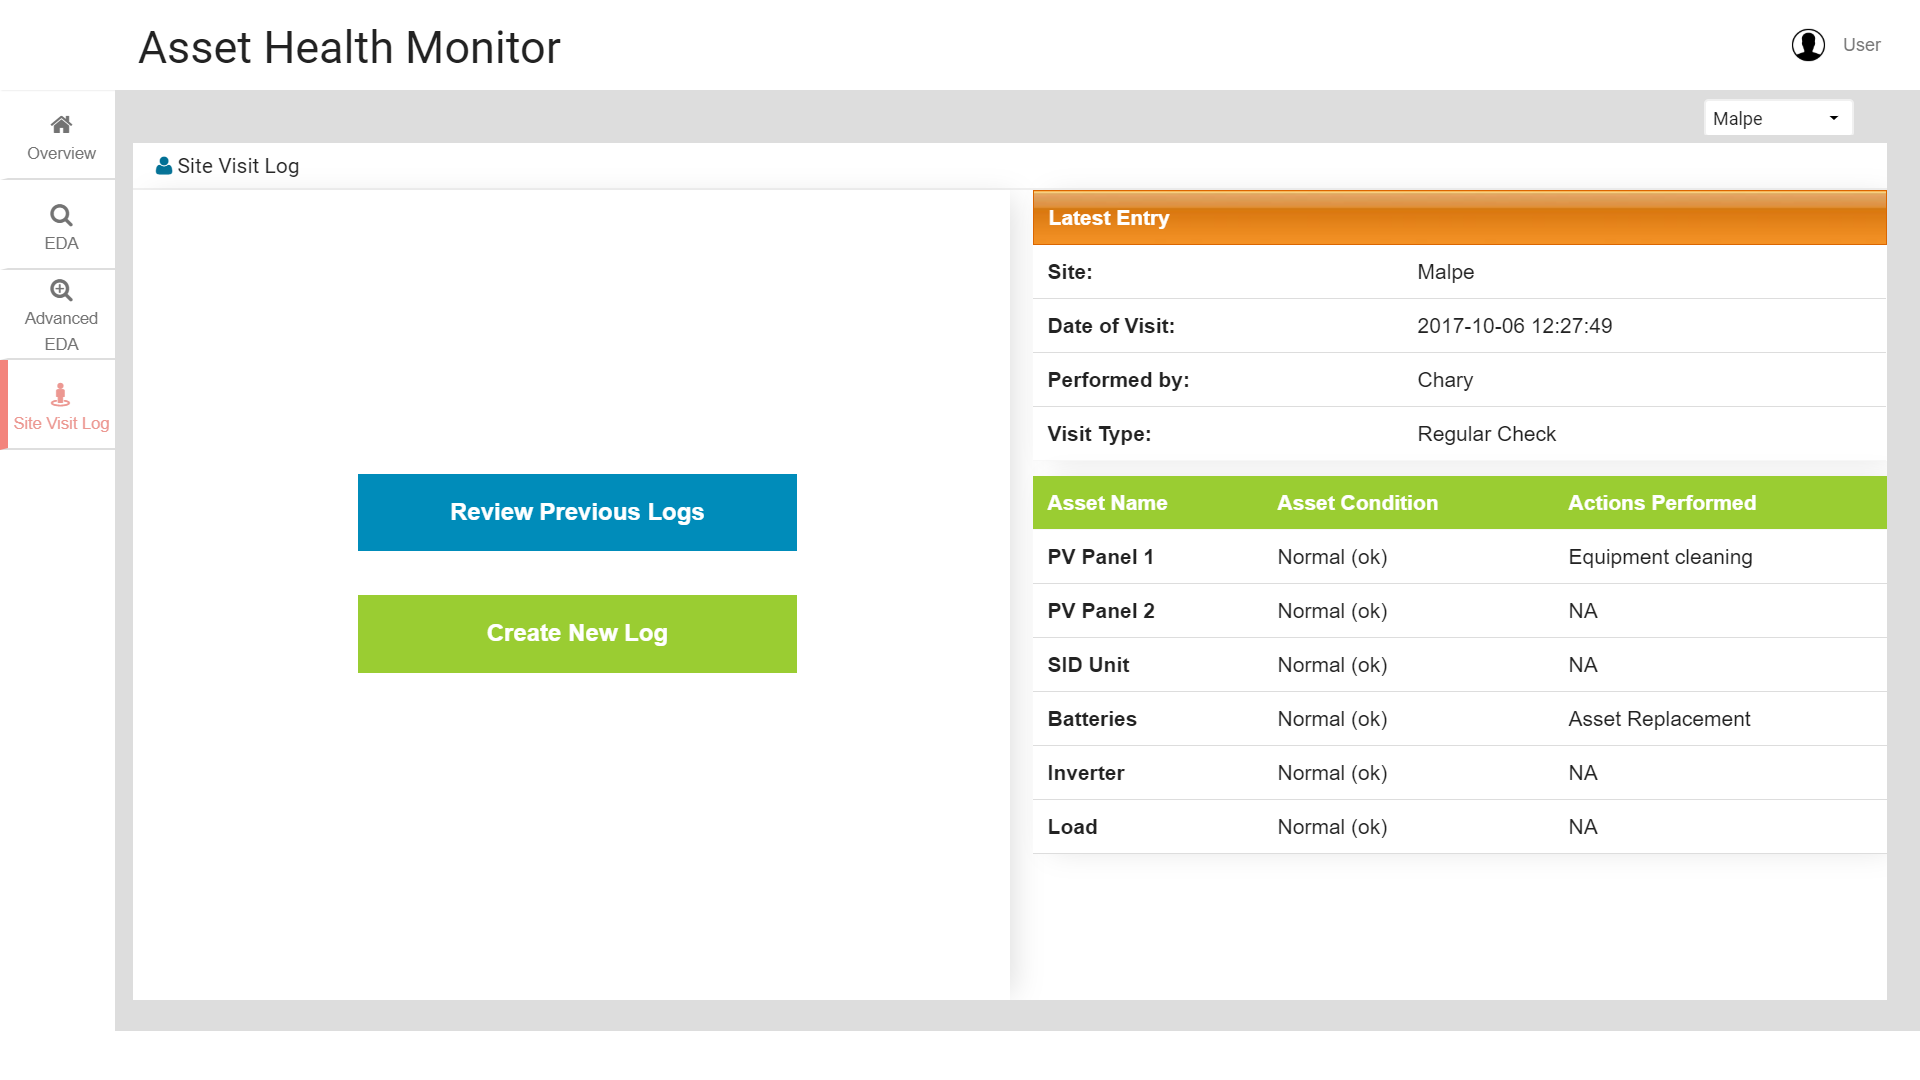 Asset Health Monitor
User
Overview
EDA
Advanced
EDA
Site Visit Log
Malpe
Site Visit Log
Review Previous Logs
Create New Log
Latest Entry
Site: Malpe
Date of Visit: 2017-10-06 12:27:49
Performed by: Chary
Visit Type: Regular Check
Asset Name Asset Condition Actions Performed
PV Panel 1 Normal (ok) Equipment cleaning
PV Panel 2 Normal (ok) NA
SID Unit Normal (ok) NA
Batteries Normal (ok) Asset Replacement
Inverter Normal (ok) NA
Load Normal (ok) NA